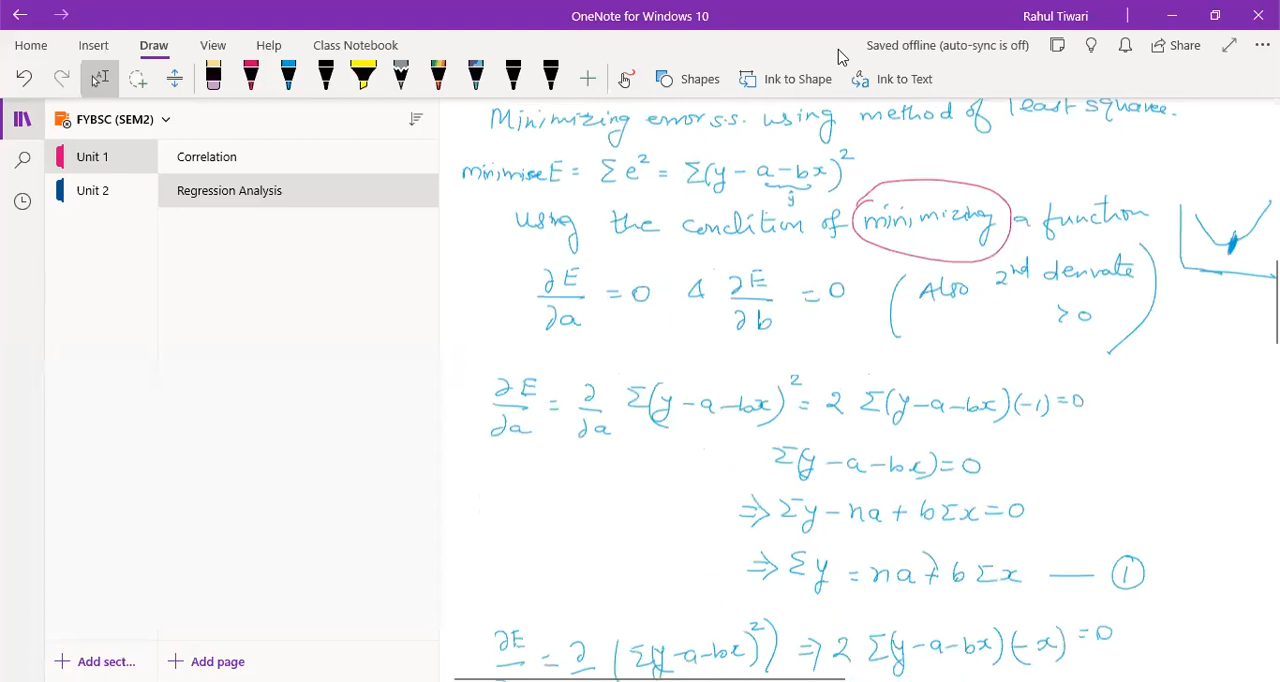 OneNote for Windows 10
Rahul Tiwari
Home Insert Draw View Help Class Notebook
Saved offline (auto-sync is off)
Share
Shapes
Ink to Shape
Ink to Text
FYBSC (SEM2)
Unit 1
Correlation
Unit 2
Regression Analysis
Add sect...
Add page
Minimizing error s.s. using method of least square.
minimise E = Σe² = Σ(y - a - bx)²
ŷ
using the condition of minimizing a function
∂E/∂a = 0 & ∂E/∂b = 0 (Also 2nd derivate > 0)
∂E/∂a = ∂/∂a Σ(y - a - bx)² = 2 Σ(y - a - bx)(-1) = 0
Σ(y - a - bx) = 0
⇒ Σy - na + bΣx = 0
⇒ Σy = na + bΣx — ①
∂E = ∂ (Σ(y - a - bx)²) ⇒ 2 Σ(y - a - bx)(-x) = 0